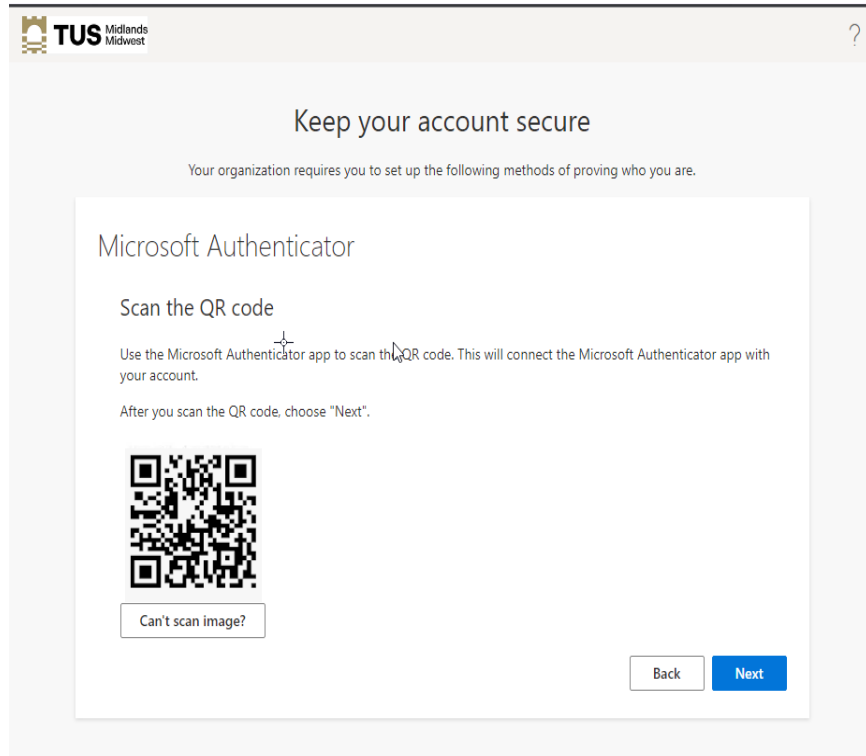 TUS Midlands
Midwest
?
Keep your account secure
Your organization requires you to set up the following methods of proving who you are.
Microsoft Authenticator
Scan the QR code
Use the Microsoft Authenticator app to scan the QR code. This will connect the Microsoft Authenticator app with
your account.
After you scan the QR code, choose "Next".
Can't scan image?
Back
Next